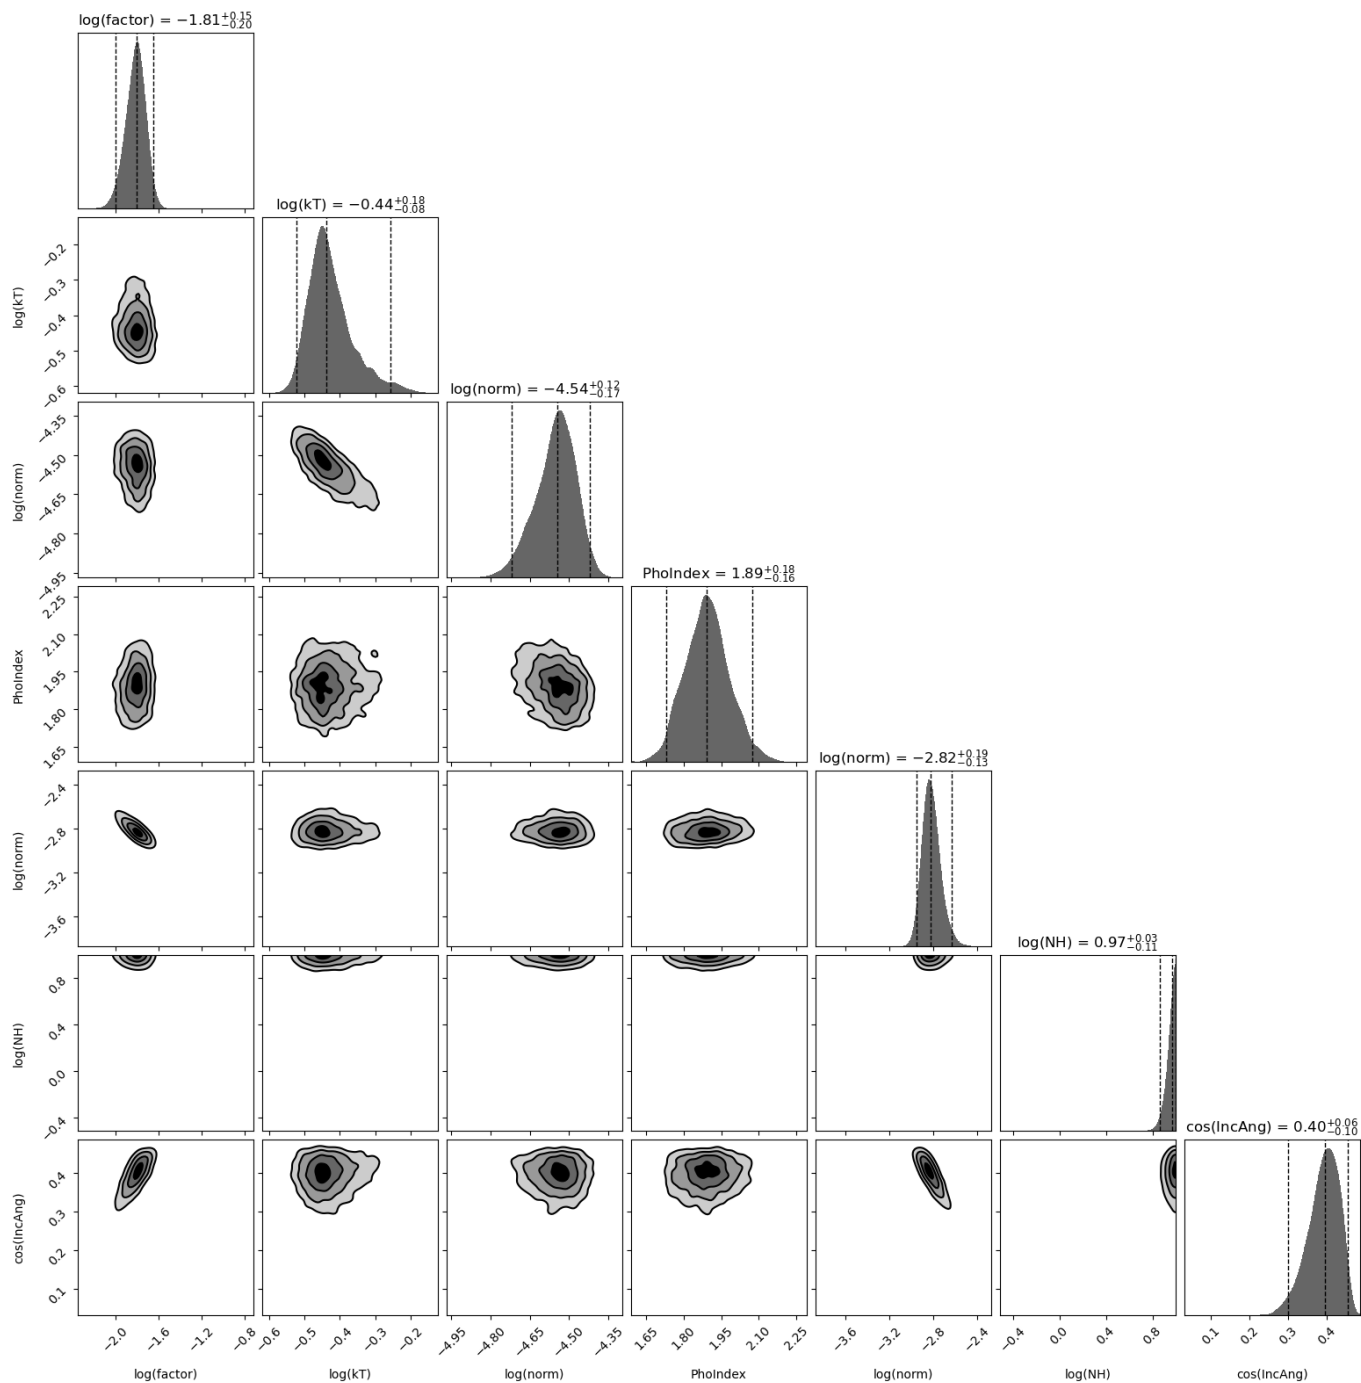 log(factor) = −1.81+0.15−0.20
log(kT) = −0.44+0.18−0.08
−0.2
−0.3
−0.4
−0.5
−0.6
log(kT)
log(norm) = −4.54+0.12−0.17
−4.35
−4.50
−4.65
−4.80
−4.95
log(norm)
PhoIndex = 1.89+0.18−0.16
2.25
2.10
1.95
1.80
1.65
PhoIndex
log(norm) = −2.82+0.19−0.13
−2.4
−2.8
−3.2
−3.6
log(norm)
log(NH) = 0.97+0.03−0.11
0.8
0.4
0.0
−0.4
log(NH)
cos(IncAng) = 0.40+0.06−0.10
0.4
0.3
0.2
0.1
cos(IncAng)
−2.0 −1.6 −1.2 −0.8 −0.6 −0.5 −0.4 −0.3 −0.2 −4.95 −4.80 −4.65 −4.50 −4.35 1.65 1.80 1.95 2.10 2.25 −3.6 −3.2 −2.8 −2.4 −0.4 0.0 0.4 0.8 0.1 0.2 0.3 0.4
log(factor) log(kT) log(norm) PhoIndex log(norm) log(NH) cos(IncAng)